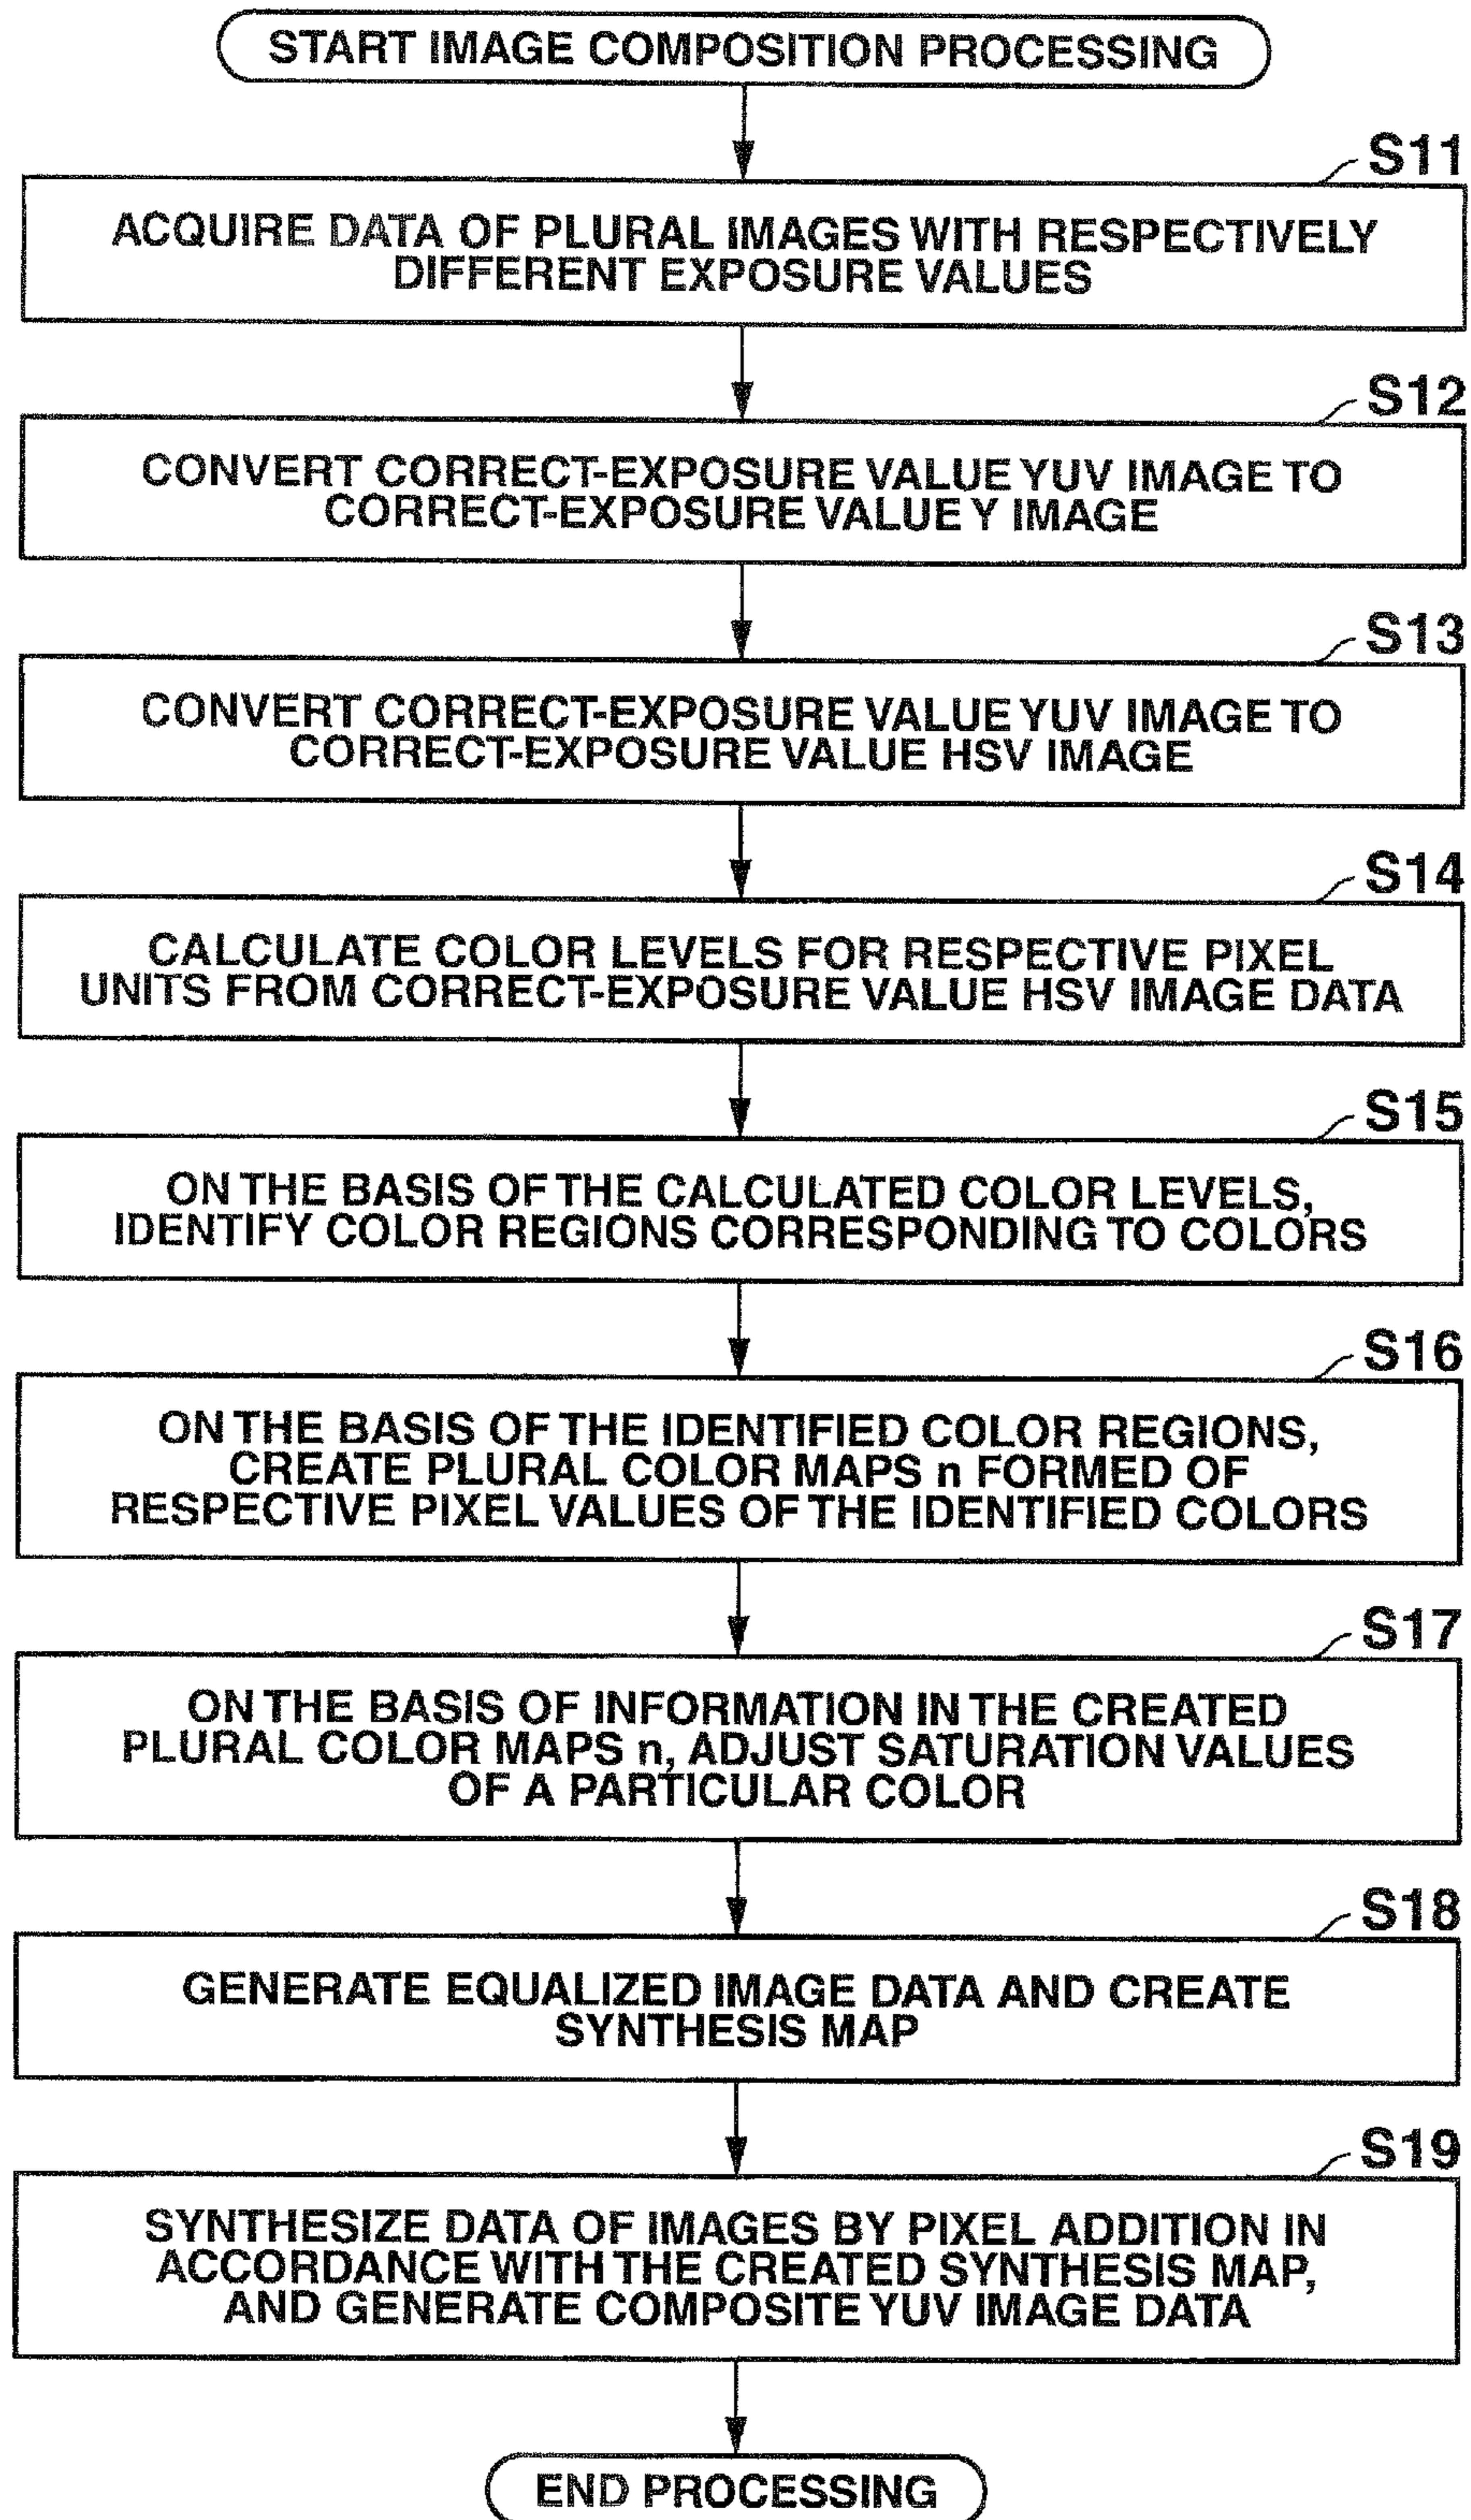 START IMAGE COMPOSITION PROCESSING
S11
ACQUIRE DATA OF PLURAL IMAGES WITH RESPECTIVELY
DIFFERENT EXPOSURE VALUES
S12
CONVERT CORRECT-EXPOSURE VALUE YUV IMAGE TO
CORRECT-EXPOSURE VALUE Y IMAGE
S13
CONVERT CORRECT-EXPOSURE VALUE YUV IMAGE TO
CORRECT-EXPOSURE VALUE HSV IMAGE
S14
CALCULATE COLOR LEVELS FOR RESPECTIVE PIXEL
UNITS FROM CORRECT-EXPOSURE VALUE HSV IMAGE DATA
S15
ON THE BASIS OF THE CALCULATED COLOR LEVELS,
IDENTIFY COLOR REGIONS CORRESPONDING TO COLORS
S16
ON THE BASIS OF THE IDENTIFIED COLOR REGIONS,
CREATE PLURAL COLOR MAPS n FORMED OF
RESPECTIVE PIXEL VALUES OF THE IDENTIFIED COLORS
S17
ON THE BASIS OF INFORMATION IN THE CREATED
PLURAL COLOR MAPS n, ADJUST SATURATION VALUES
OF A PARTICULAR COLOR
S18
GENERATE EQUALIZED IMAGE DATA AND CREATE
SYNTHESIS MAP
S19
SYNTHESIZE DATA OF IMAGES BY PIXEL ADDITION IN
ACCORDANCE WITH THE CREATED SYNTHESIS MAP,
AND GENERATE COMPOSITE YUV IMAGE DATA
END PROCESSING